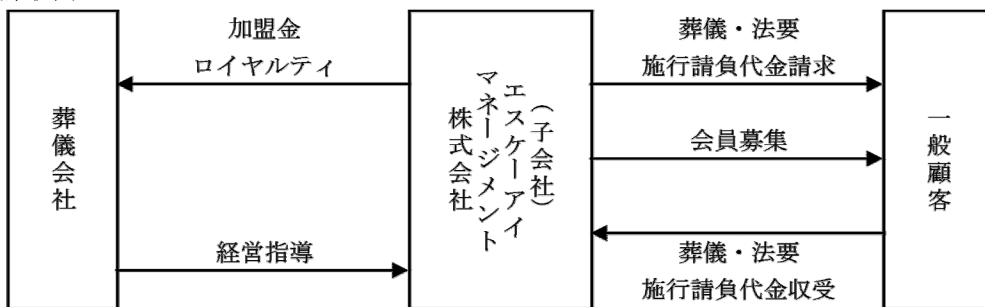 加盟金
ロイヤルティ
葬儀会社
経営指導
（子会社）
エスケーアイ
マネージメント
株式会社
葬儀・法要
施行請負代金請求
会員募集
葬儀・法要
施行請負代金収受
一般顧客